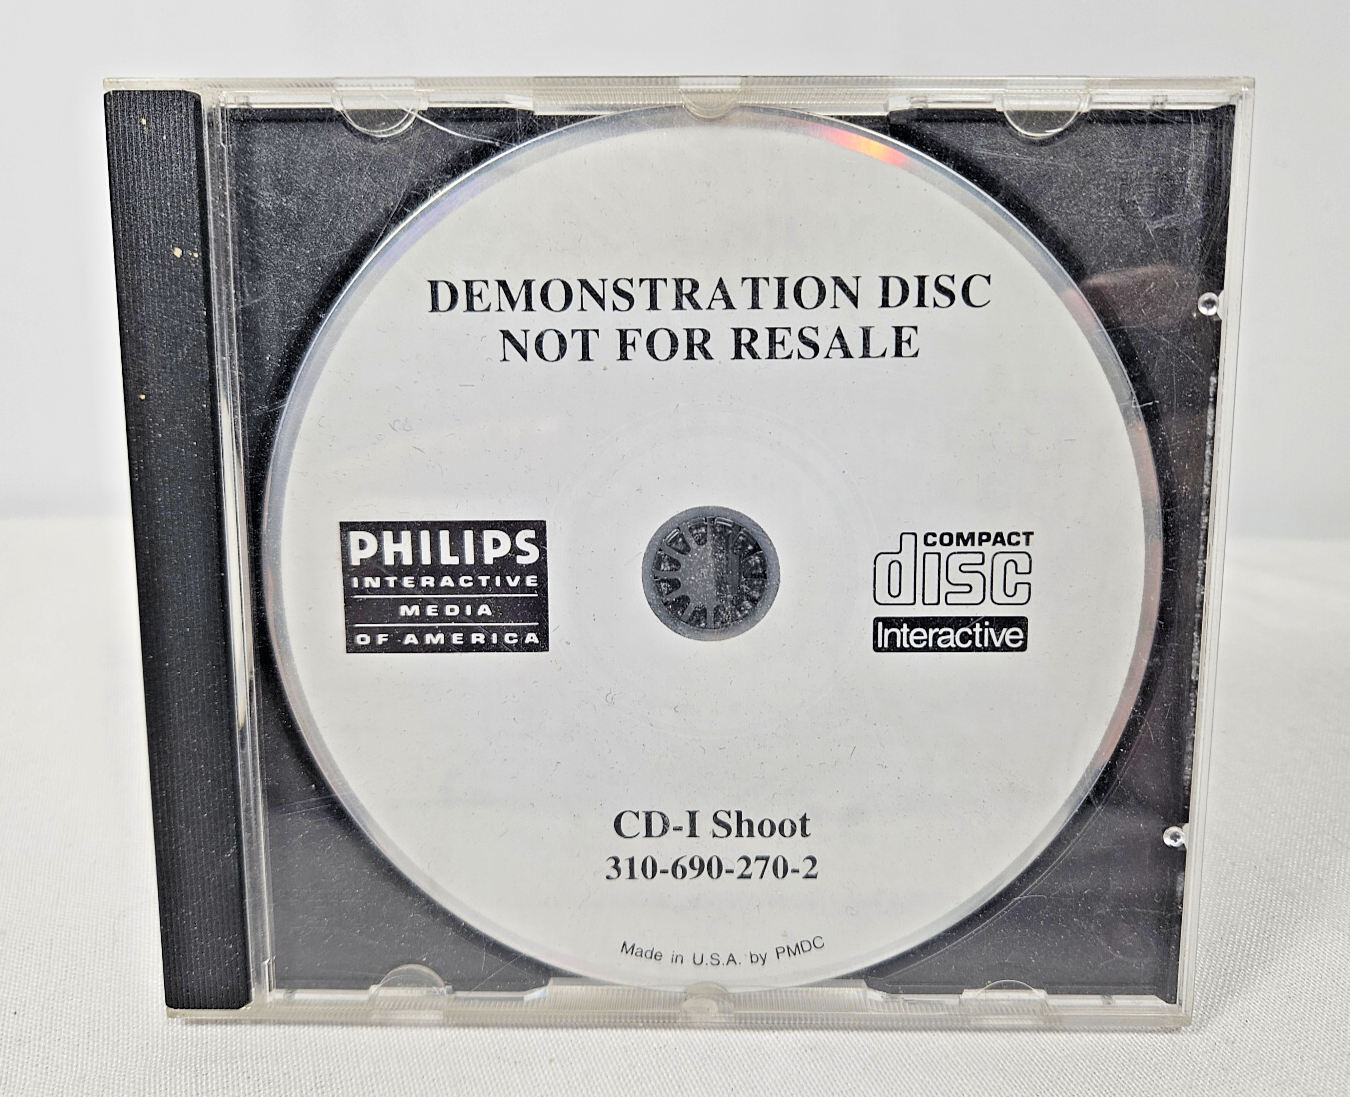 DEMONSTRATION DISC
NOT FOR RESALE
PHILIPS
INTERACTIVE
MEDIA
OF AMERICA
COMPACT
disc
Interactive
CD-I Shoot
310-690-270-2
Made in U.S.A. by PMDC